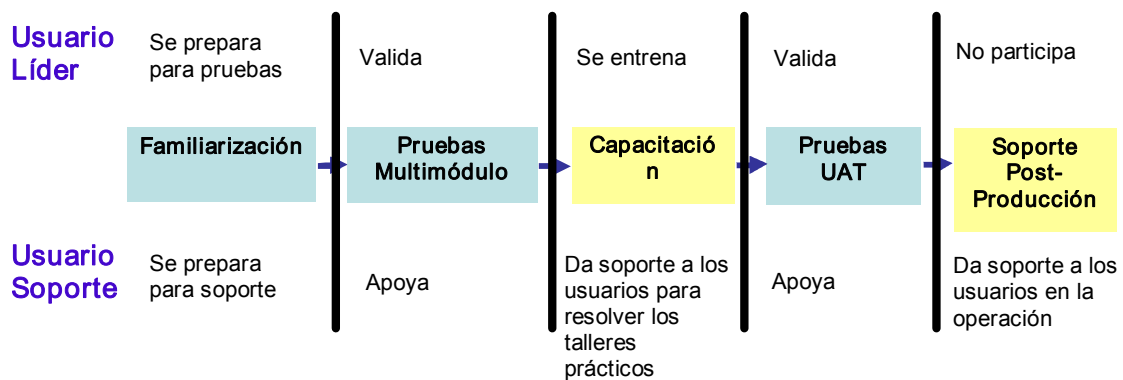 Usuario
Líder
Se prepara
para pruebas
Valida
Se entrena
Valida
No participa
Familiarización
Pruebas
Multimódulo
Capacitació
n
Pruebas
UAT
Soporte
Post-
Producción
Usuario
Soporte
Se prepara
para soporte
Apoya
Da soporte a los
usuarios para
resolver los
talleres
prácticos
Apoya
Da soporte a los
usuarios en la
operación